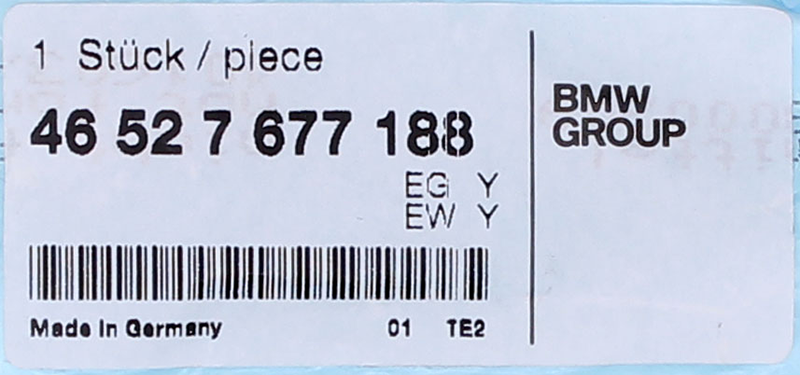 1 Stück / piece
46 52 7 677 188
EG Y
EW Y
Made in Germany 01 TE2
BMW
GROUP